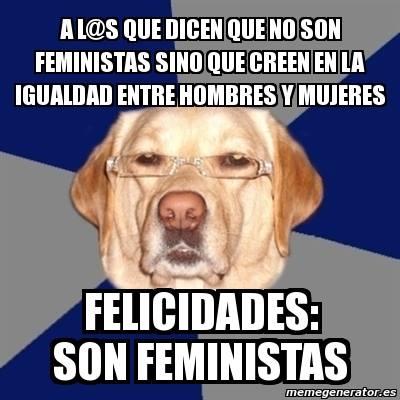 A L@S QUE DICEN QUE NO SON
FEMINISTAS SINO QUE CREEN EN LA
IGUALDAD ENTRE HOMBRES Y MUJERES
FELICIDADES:
SON FEMINISTAS
memegenerator.es